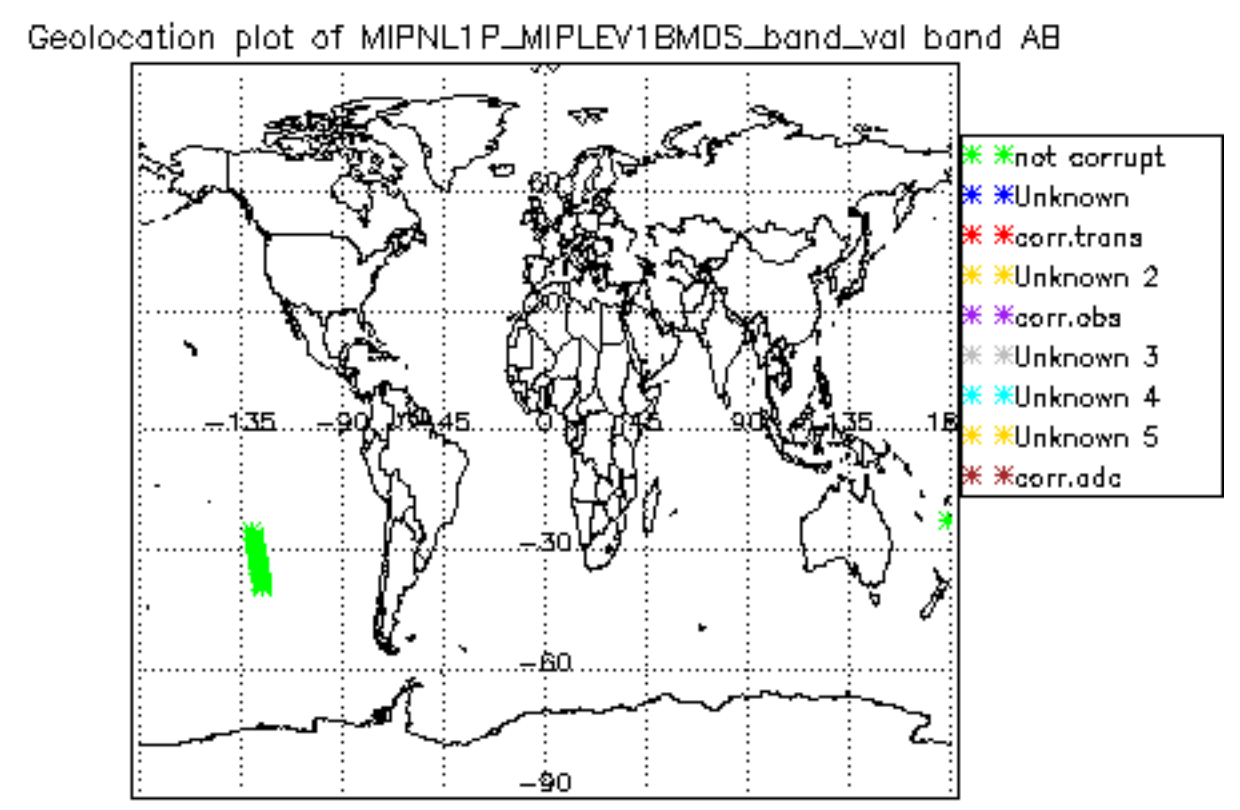 Geolocation plot of MIPNL1P_MIPLEV1BMDS_band_val band AB
not corrupt
Unknown
corr.trans
Unknown 2
corr.obs
Unknown 3
Unknown 4
Unknown 5
corr.adc
60
-135 -90 -45 0 45 90 135
-30
-60
-90